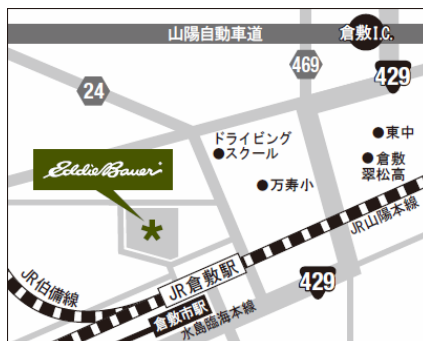 山陽自動車道
倉敷I.C.
469
429
24
ドライビング
スクール
東中
倉敷
翠松高
万寿小
Eddie Bauer
JR山陽本線
JR倉敷駅
429
JR伯備線
倉敷市駅
水島臨海本線